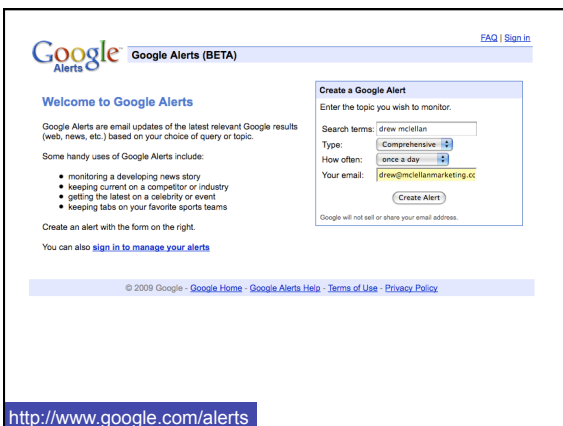 FAQ | Sign in
Google
Alerts
Google Alerts (BETA)
Welcome to Google Alerts
Google Alerts are email updates of the latest relevant Google results
(web, news, etc.) based on your choice of query or topic.
Some handy uses of Google Alerts include:
• monitoring a developing news story
• keeping current on a competitor or industry
• getting the latest on a celebrity or event
• keeping tabs on your favorite sports teams
Create an alert with the form on the right.
You can also sign in to manage your alerts
Create a Google Alert
Enter the topic you wish to monitor.
Search terms: drew mclellan
Type: Comprehensive
How often: once a day
Your email: drew@mclellanmarketing.cc
Create Alert
Google will not sell or share your email address.
© 2009 Google - Google Home - Google Alerts Help - Terms of Use - Privacy Policy
http://www.google.com/alerts